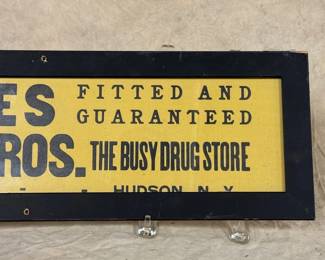 ES FITTED AND
GUARANTEED
ROS. THE BUSY DRUG STORE
- - HUDSON, N. Y.